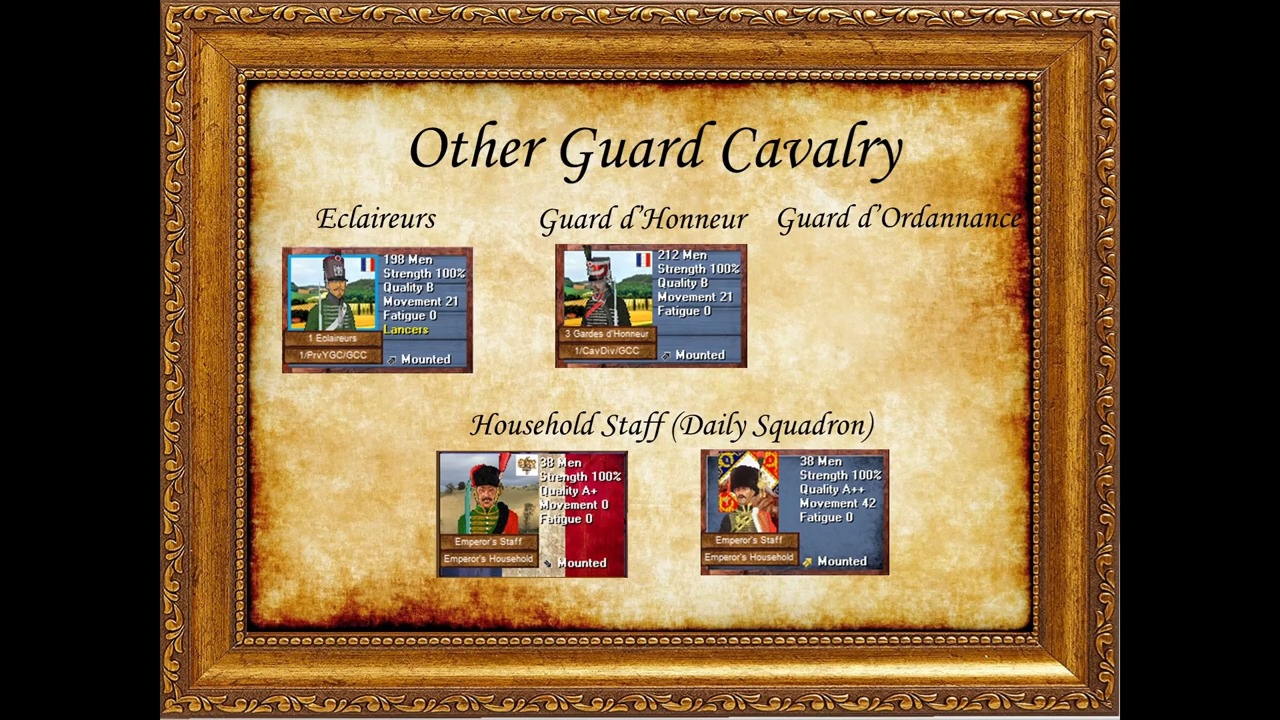 Other Guard Cavalry
Eclaireurs
Guard d'Honneur
Guard d'Ordannance
198 Men
Strength 100%
Quality B
Movement 21
Fatigue 0
Lancers
1 Eclaireurs
1/PrvYGC/GCC
Mounted
212 Men
Strength 100%
Quality B
Movement 21
Fatigue 0
3 Gardes d'Honneur
1/CavDiv/GCC
Mounted
Household Staff (Daily Squadron)
38 Men
Strength 100%
Quality A+
Movement 0
Fatigue 0
Emperor's Staff
Emperor's Household
Mounted
38 Men
Strength 100%
Quality A++
Movement 42
Fatigue 0
Emperor's Staff
Emperor's Household
Mounted